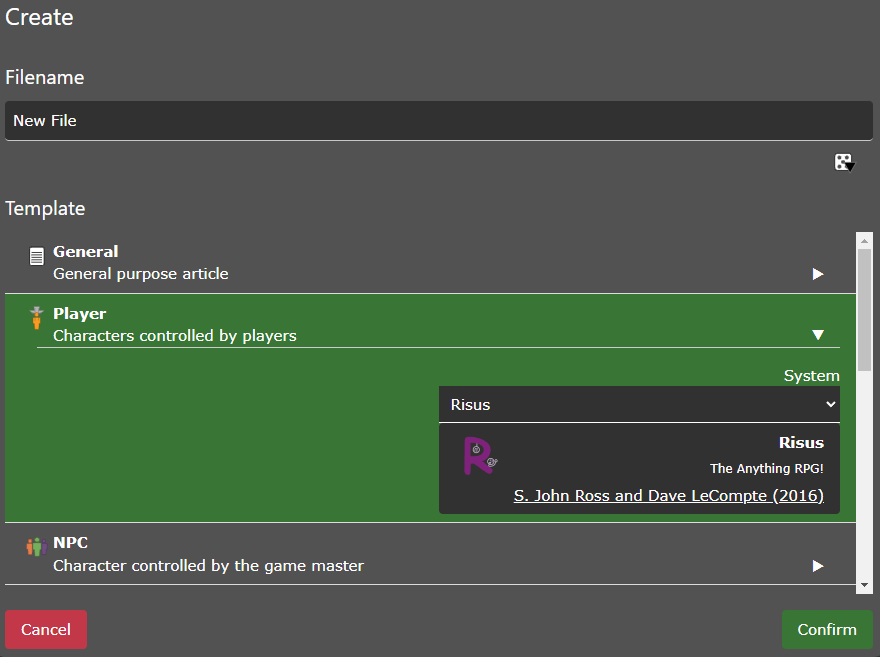 Create
Filename
New File
Template
General
General purpose article
Player
Characters controlled by players
System
Risus
Risus
The Anything RPG!
S. John Ross and Dave LeCompte (2016)
NPC
Character controlled by the game master
Cancel
Confirm